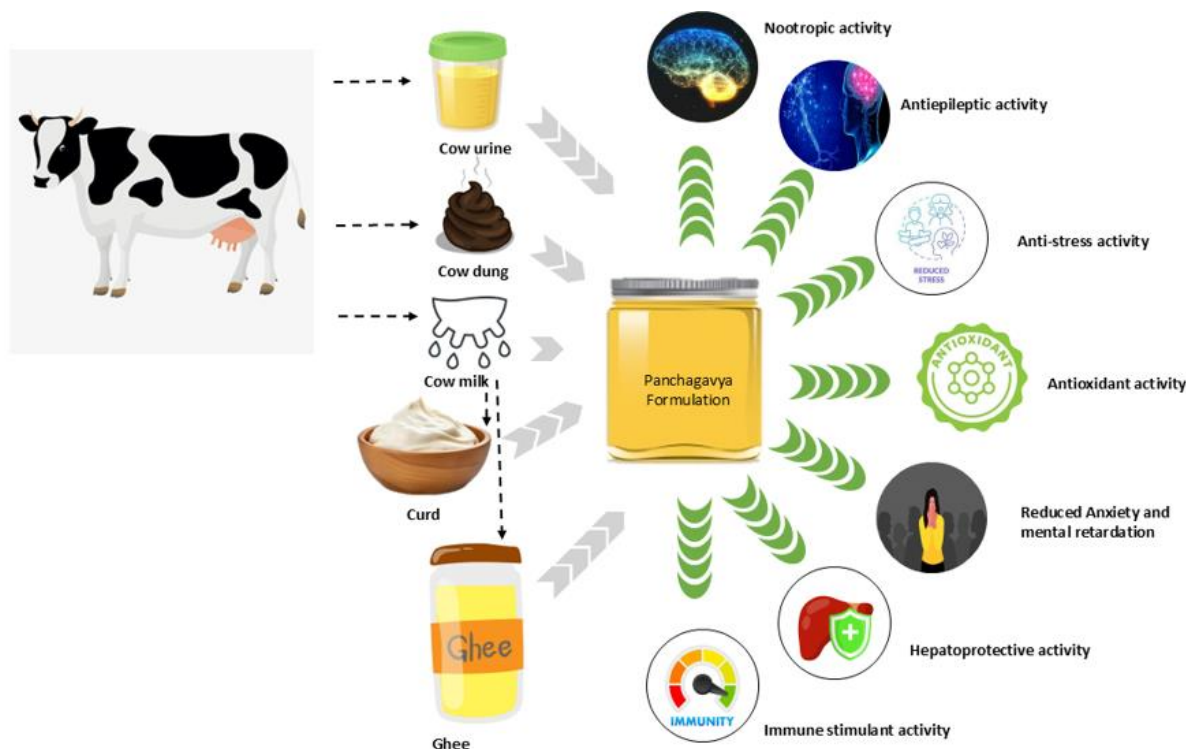 Nootropic activity
Antiepileptic activity
Cow urine
Anti-stress activity
REDUCED
STRESS
Cow dung
ANTIOXIDANT
Antioxidant activity
Cow milk
Panchagavya
Formulation
Curd
Reduced Anxiety and
mental retardation
Ghee
Hepatoprotective activity
IMMUNITY
Immune stimulant activity
Ghee